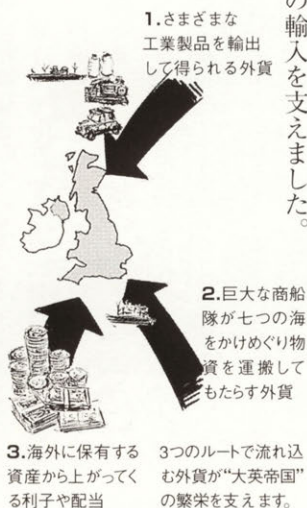 の輸入を支えました。
1.さまざまな
工業製品を輸出
して得られる外貨
2.巨大な商船
隊が七つの海
をかけめぐり物
資を運搬して
もたらす外貨
3.海外に保有する
資産から上がってく
る利子や配当
3つのルートで流れ込
む外貨が“大英帝国”
の繁栄を支えます。